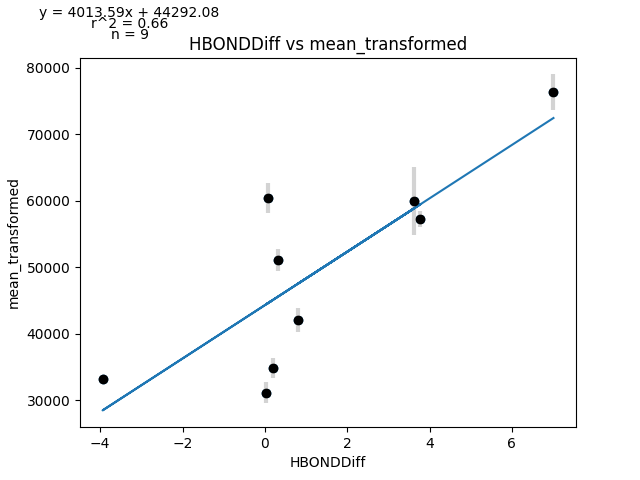 y = 4013.59x + 44292.08
r^2 = 0.66
n = 9
HBONDDiff vs mean_transformed
80000
70000
60000
50000
40000
30000
mean_transformed
−4
−2
0
2
4
6
HBONDDiff